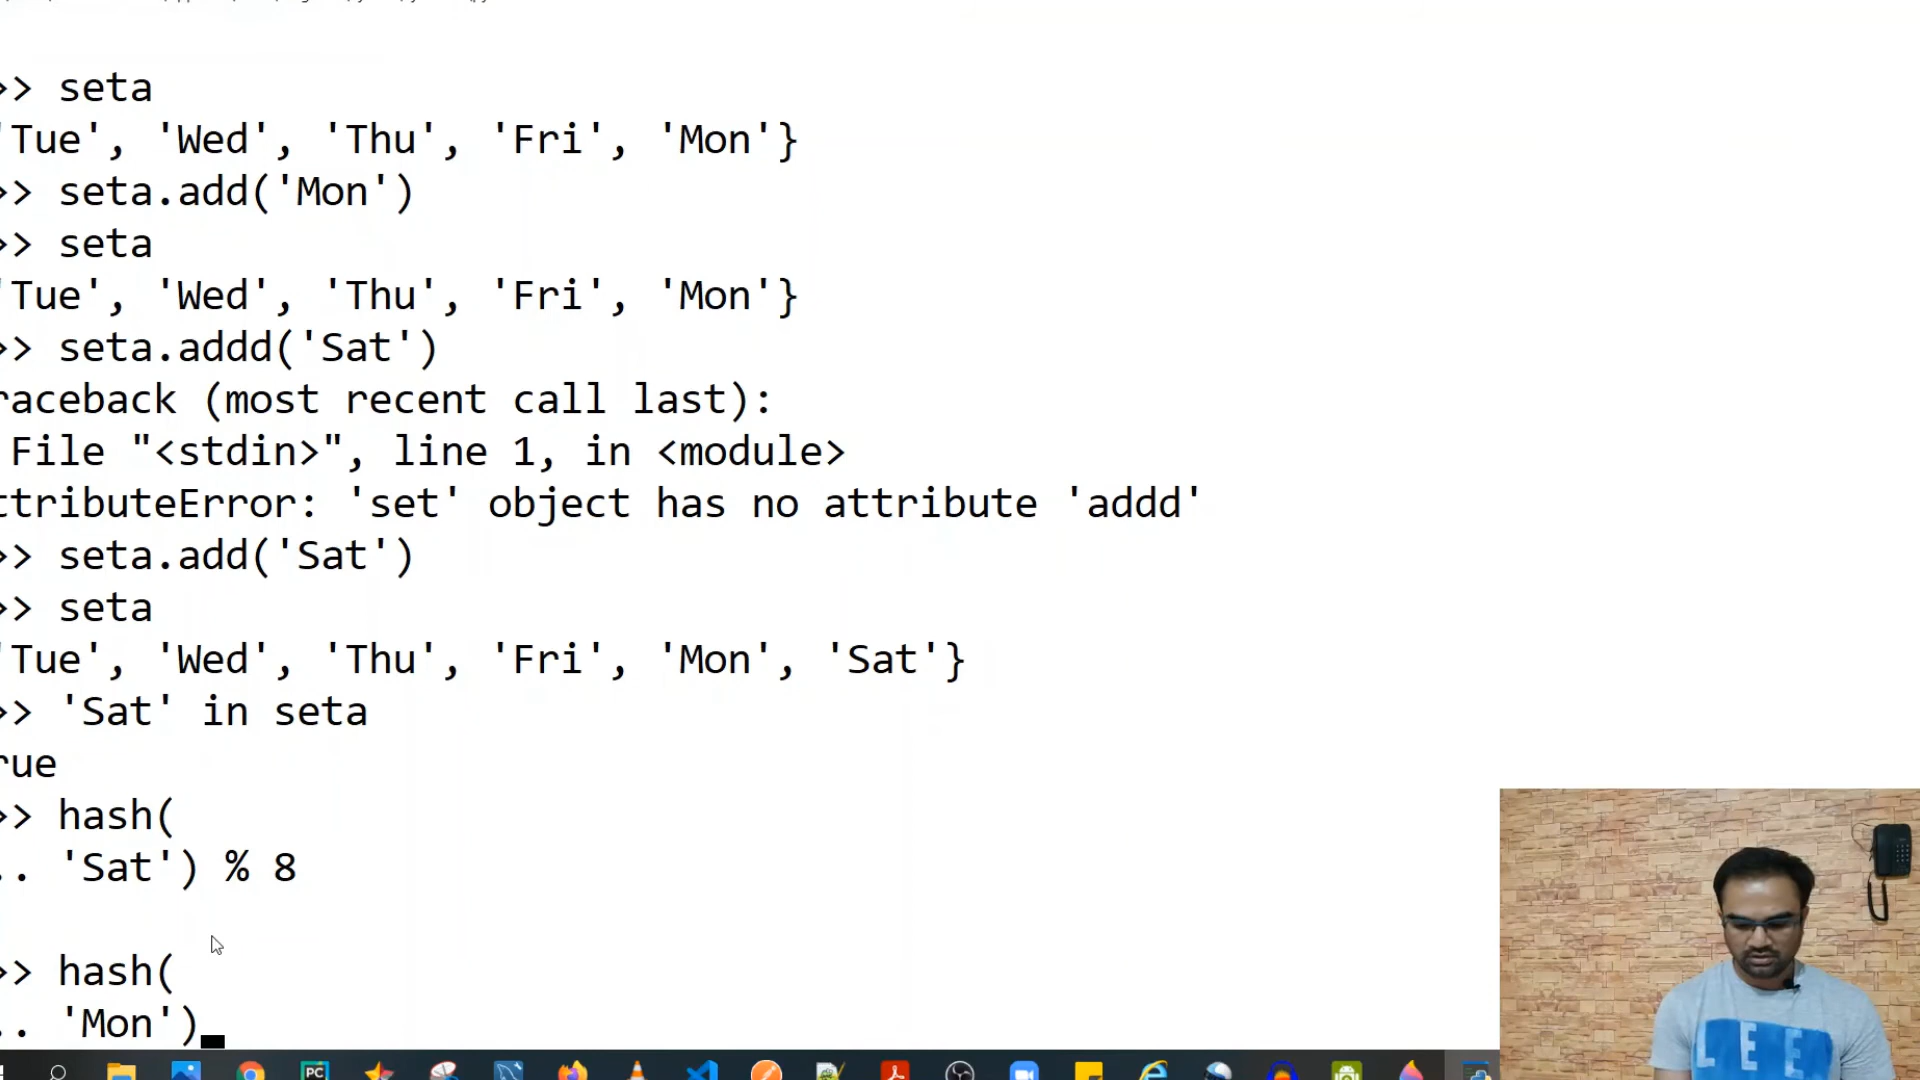 >> seta
'Tue', 'Wed', 'Thu', 'Fri', 'Mon'}
>> seta.add('Mon')
>> seta
'Tue', 'Wed', 'Thu', 'Fri', 'Mon'}
>> seta.addd('Sat')
raceback (most recent call last):
File "<stdin>", line 1, in <module>
ttributeError: 'set' object has no attribute 'addd'
>> seta.add('Sat')
>> seta
'Tue', 'Wed', 'Thu', 'Fri', 'Mon', 'Sat'}
>> 'Sat' in seta
rue
>> hash(
.. 'Sat') % 8
>> hash(
.. 'Mon')
LEE
PC